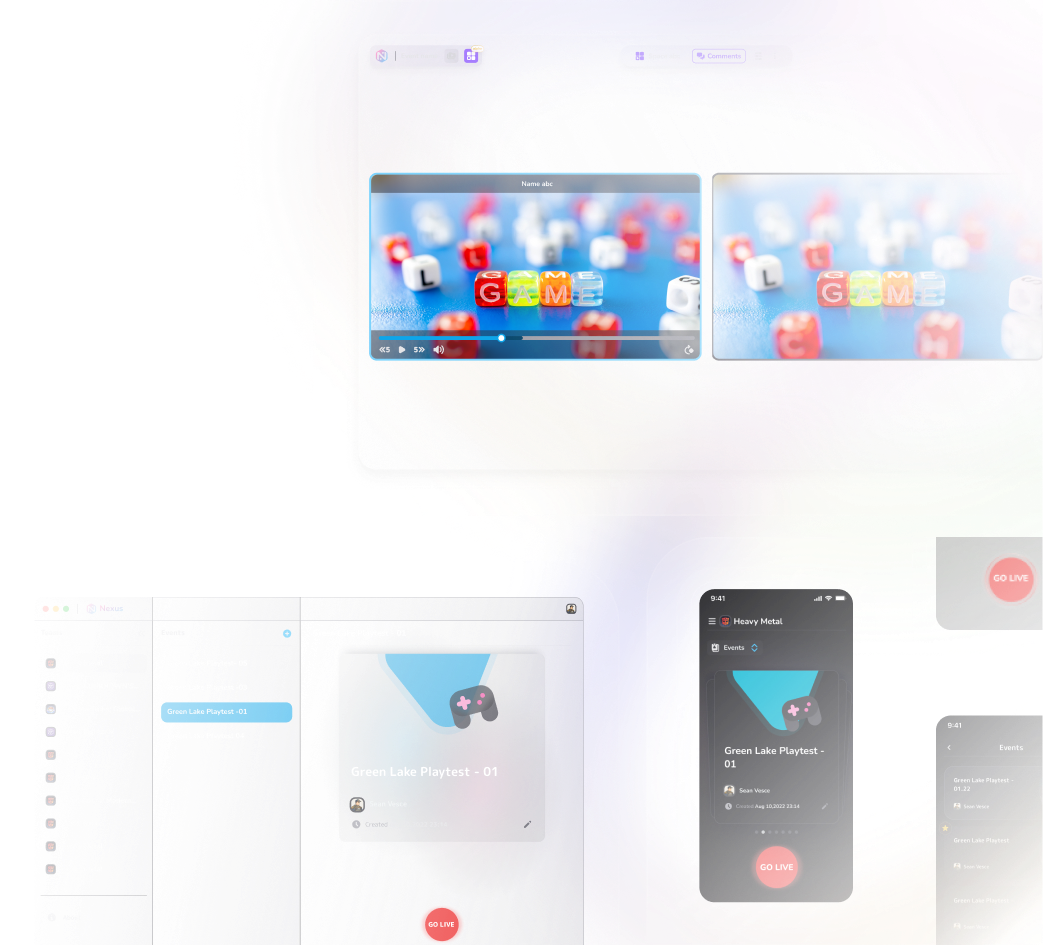 Comments
Name abc
L
L
GAME
S
C
H
«5
5»
Nexus
Events
Green Lake Playtest -01
Green Lake Playtest - 01
Sean Vesce
Created
GO LIVE
9:41
Heavy Metal
Events
Green Lake Playtest -
01
Sean Vesce
Created Aug 10,2022 23:14
GO LIVE
GO LIVE
9:41
Events
Green Lake Playtest -
01.22
Sean Vesce
Green Lake Playtest
Sean Vesce
Green Lake Playtest
Sean Vesce